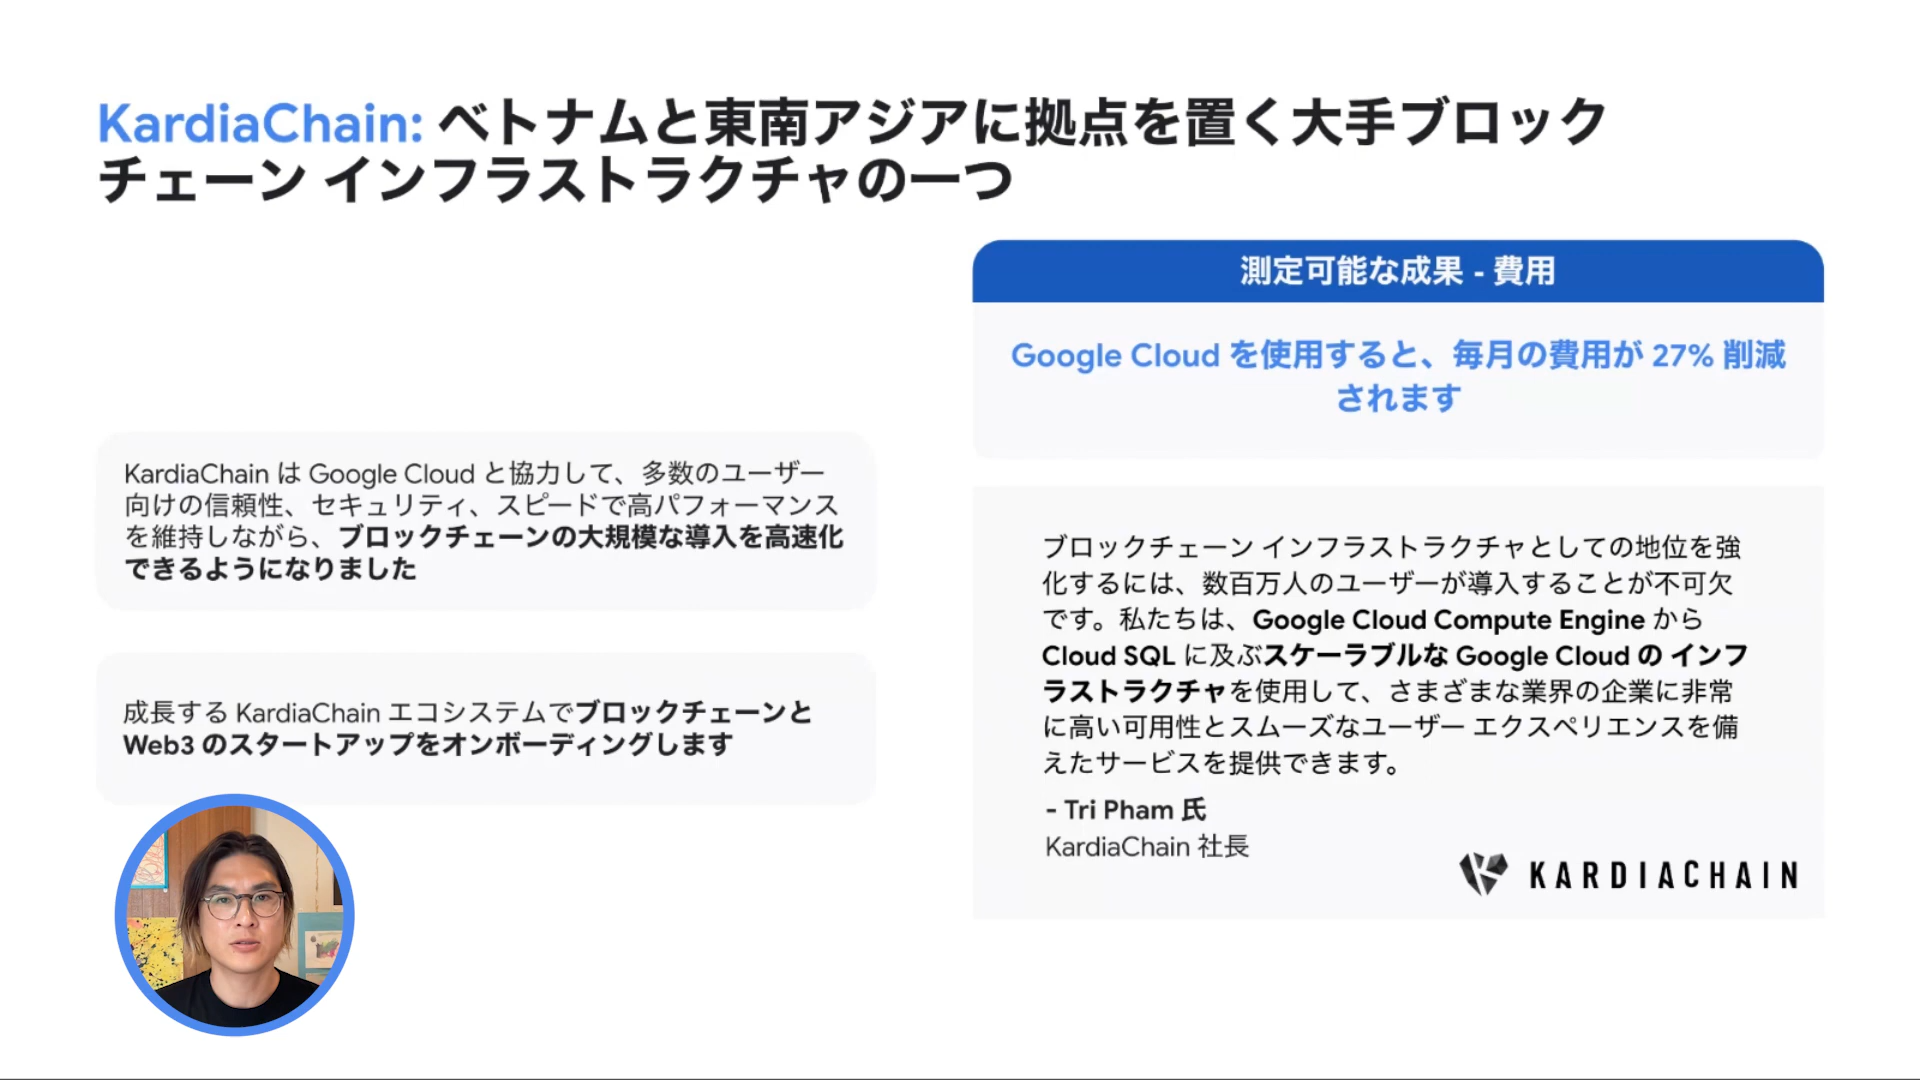 KardiaChain: ベトナムと東南アジアに拠点を置く大手ブロック
チェーン インフラストラクチャの一つ
KardiaChain は Google Cloud と協力して、多数のユーザー
向けの信頼性、セキュリティ、スピードで高パフォーマンス
を維持しながら、ブロックチェーンの大規模な導入を高速化
できるようになりました
成長する KardiaChain エコシステムでブロックチェーンと
Web3 のスタートアップをオンボーディングします
測定可能な成果 - 費用
Google Cloud を使用すると、毎月の費用が 27% 削減
されます
ブロックチェーン インフラストラクチャとしての地位を強
化するには、数百万人のユーザーが導入することが不可欠
です。私たちは、Google Cloud Compute Engine から
Cloud SQL に及ぶスケーラブルな Google Cloud の インフ
ラストラクチャを使用して、さまざまな業界の企業に非常
に高い可用性とスムーズなユーザー エクスペリエンスを備
えたサービスを提供できます。
- Tri Pham 氏
KardiaChain 社長
KARDIACHAIN